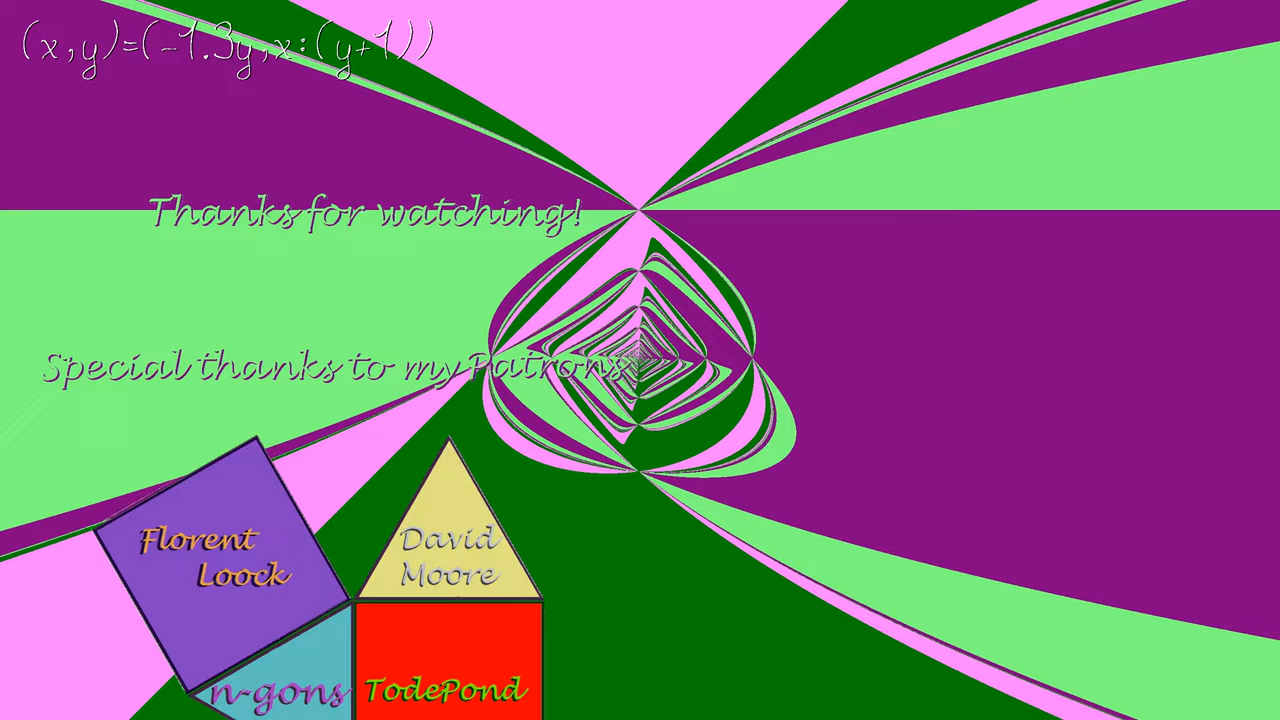 (x,y)=(-1.3y,x:(y+1))
Thanks for watching!
Special thanks to my Patrons
Florent
Loock
David
Moore
n-gons
TodePond